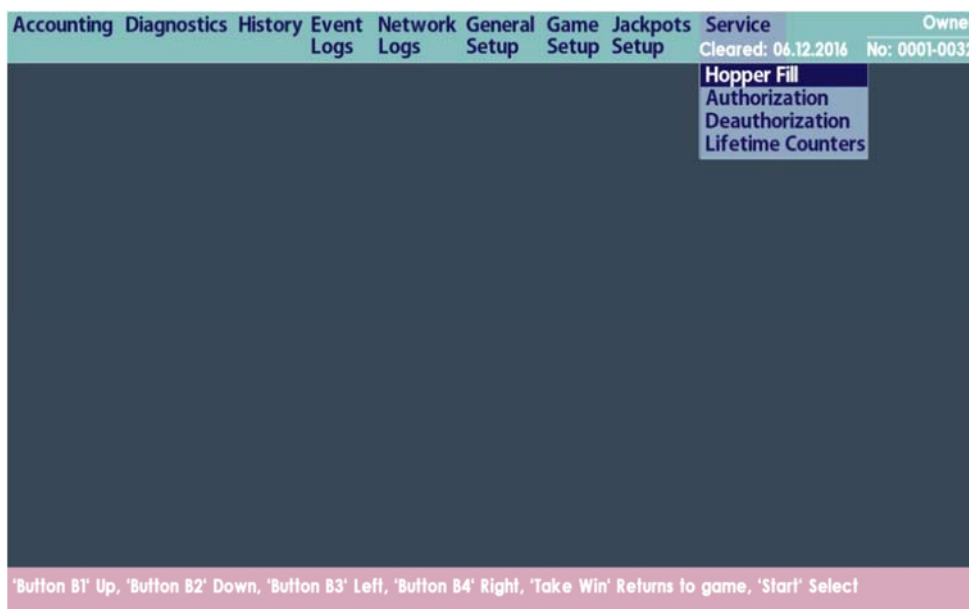 Accounting Diagnostics History Event Logs Network Logs General Setup Game Setup Jackpots Setup Service
Owne
Cleared: 06.12.2016 No: 0001-0032
Hopper Fill
Authorization
Deauthorization
Lifetime Counters
'Button B1' Up, 'Button B2' Down, 'Button B3' Left, 'Button B4' Right, 'Take Win' Returns to game, 'Start' Select